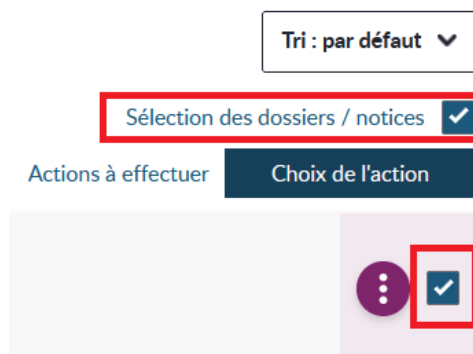 Tri : par défaut
Sélection des dossiers / notices
Actions à effectuer Choix de l'action